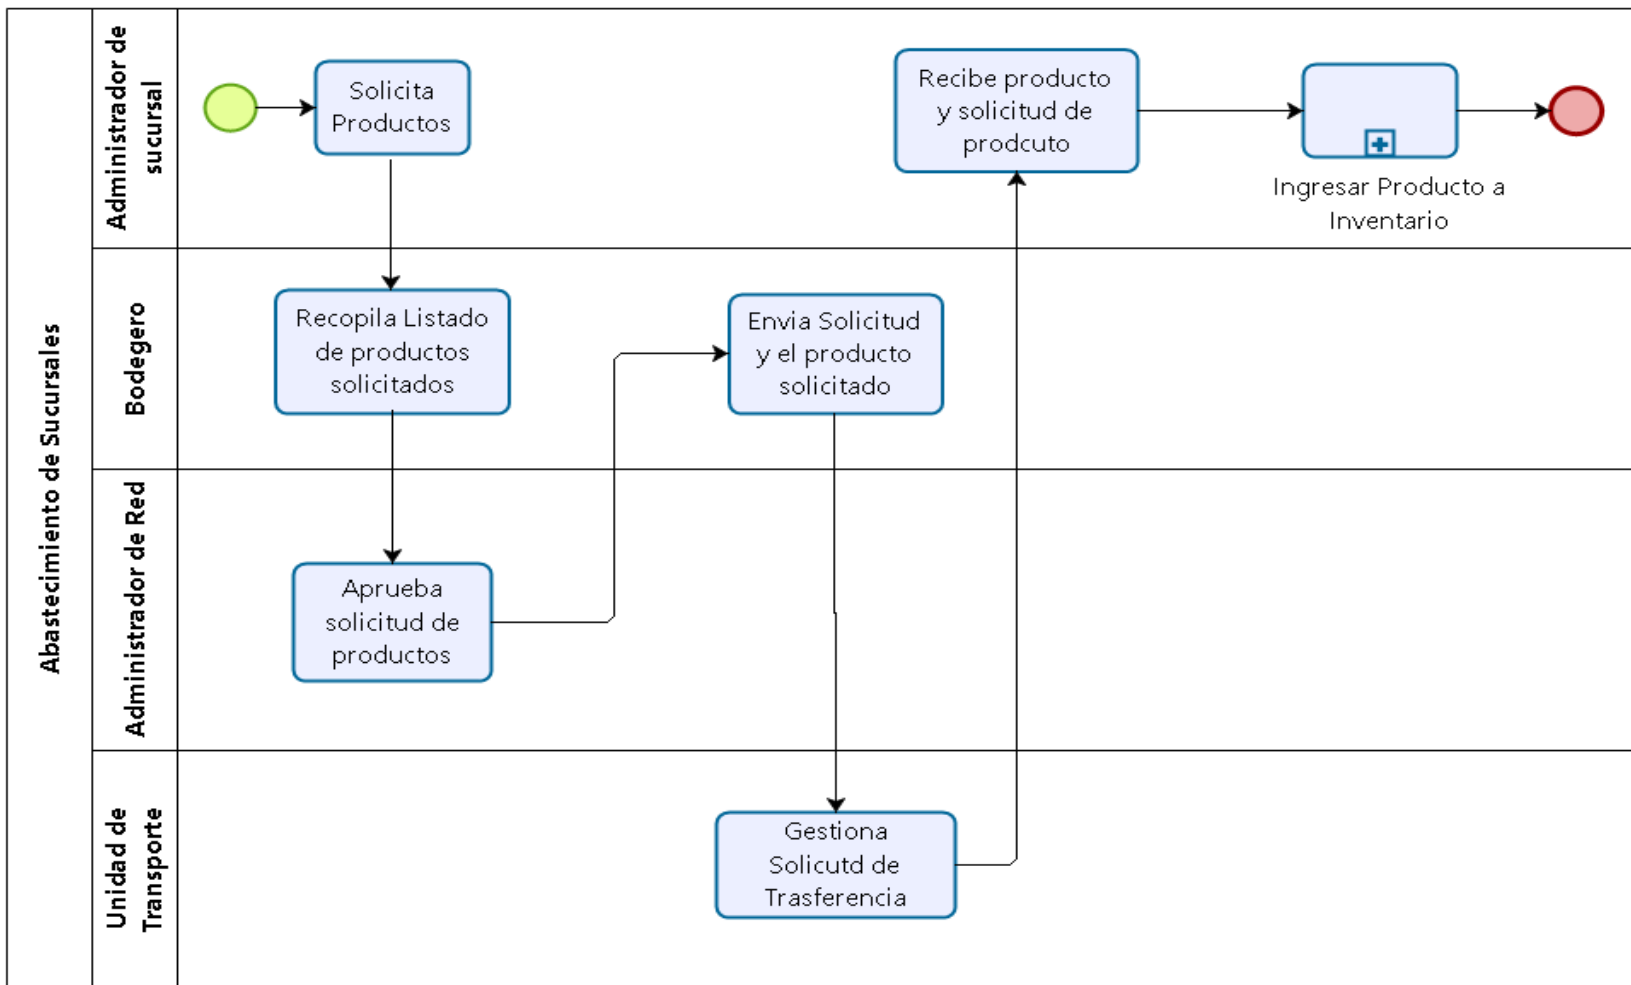 Abastecimiento de Sucursales
Administrador de
sucursal
Solicita
Productos
Recibe producto
y solicitud de
prodcuto
Ingresar Producto a
Inventario
Bodegero
Recopila Listado
de productos
solicitados
Envia Solicitud
y el producto
solicitado
Administrador de Red
Aprueba
solicitud de
productos
Unidad de
Transporte
Gestiona
Solicutd de
Trasferencia